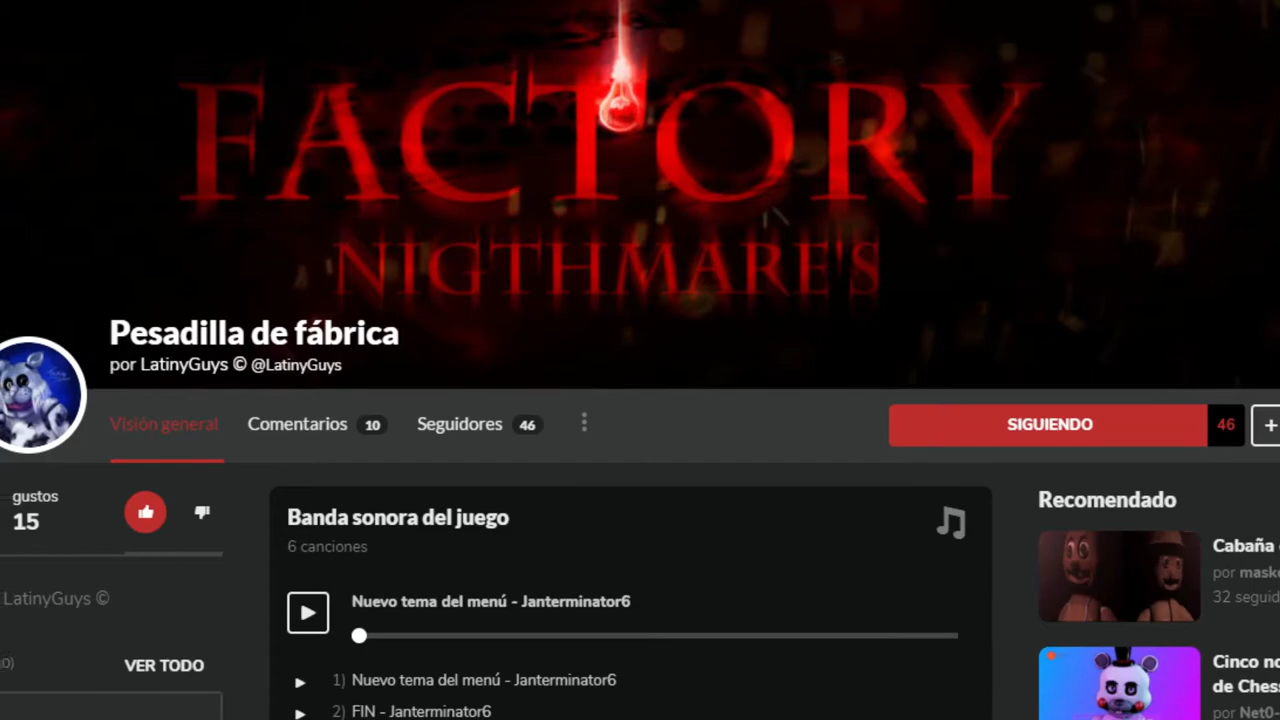 FACTORY
NIGTHMARE'S
Pesadilla de fábrica
por LatinyGuys © @LatinyGuys
Visión general
Comentarios 10
Seguidores 46
SIGUIENDO 46
+
gustos
15
LatinyGuys ©
VER TODO
Banda sonora del juego
6 canciones
Nuevo tema del menú - Janterminator6
1) Nuevo tema del menú - Janterminator6
2) FIN - Janterminator6
Recomendado
Cabaña
por mask
32 seguid
Cinco no
de Ches
por Net0-